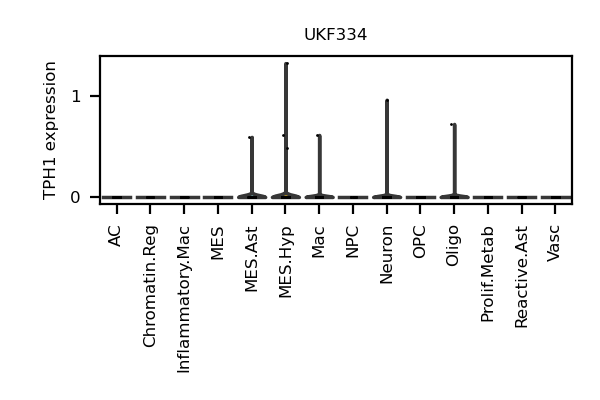 UKF334
TPH1 expression
1
0
AC
Chromatin.Reg
Inflammatory.Mac
MES
MES.Ast
MES.Hyp
Mac
NPC
Neuron
OPC
Oligo
Prolif.Metab
Reactive.Ast
Vasc